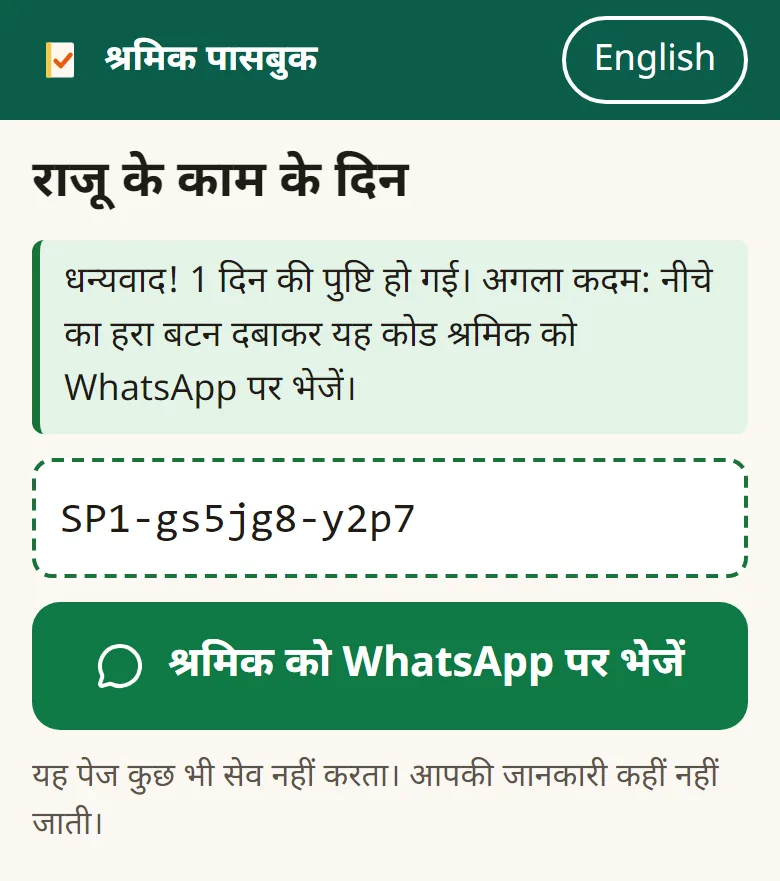 श्रमिक पासबुक
English
राजू के काम के दिन
धन्यवाद! 1 दिन की पुष्टि हो गई। अगला कदम: नीचे
का हरा बटन दबाकर यह कोड श्रमिक को
WhatsApp पर भेजें।
SP1-gs5jg8-y2p7
श्रमिक को WhatsApp पर भेजें
यह पेज कुछ भी सेव नहीं करता। आपकी जानकारी कहीं नहीं
जाती।